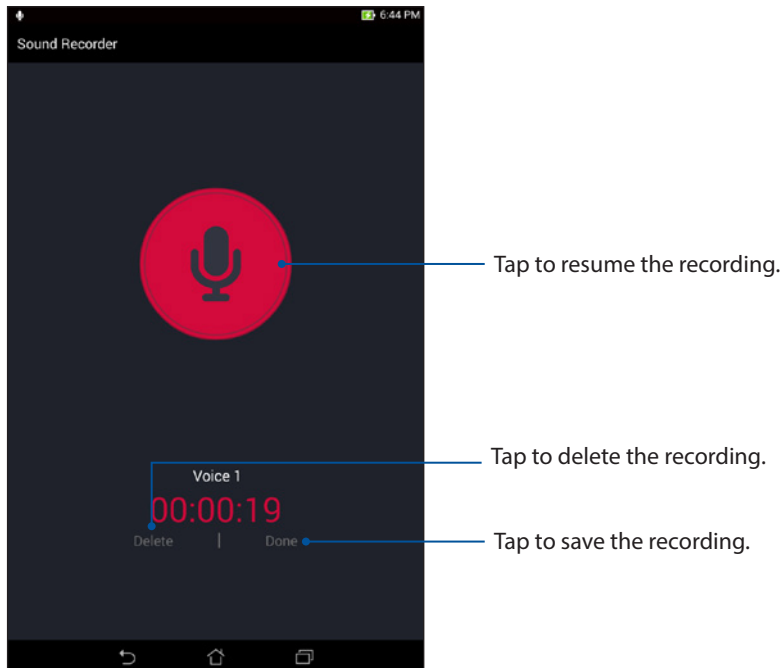 6:44 PM
Sound Recorder
Tap to resume the recording.
Tap to delete the recording.
Voice 1
00:00:19
Delete | Done
Tap to save the recording.